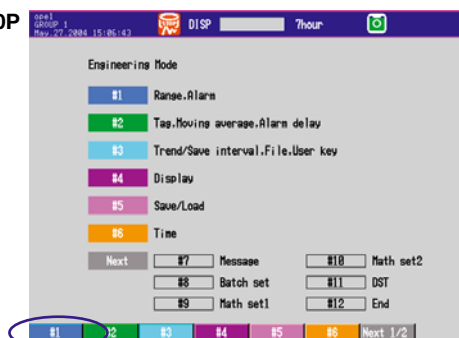 OP
opel
GROUP 1
May.27.2004 15:06:43
DISP
7hour
Engineering Mode
#1 Range.Alarm
#2 Tag.Moving average.Alarm delay
#3 Trend/Save interval.File.User key
#4 Display
#5 Save/Load
#6 Time
Next #7 Message #10 Math set2
#8 Batch set #11 DST
#9 Math set1 #12 End
#1 #2 #3 #4 #5 #6 Next 1/2